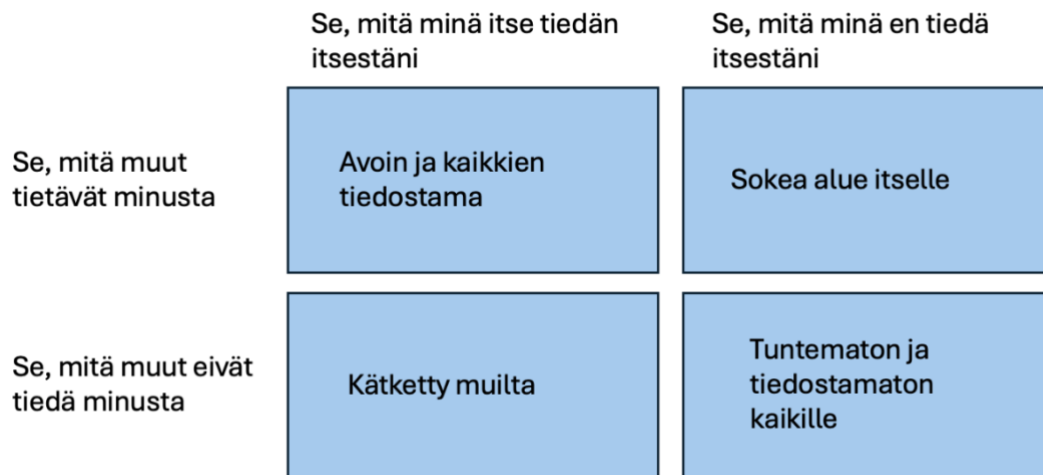 Se, mitä minä itse tiedän
itsestäni
Se, mitä minä en tiedä
itsestäni
Se, mitä muut
tietävät minusta
Avoin ja kaikkien
tiedostama
Sokea alue itselle
Se, mitä muut eivät
tiedä minusta
Kätketty muilta
Tuntematon ja
tiedostamaton
kaikille